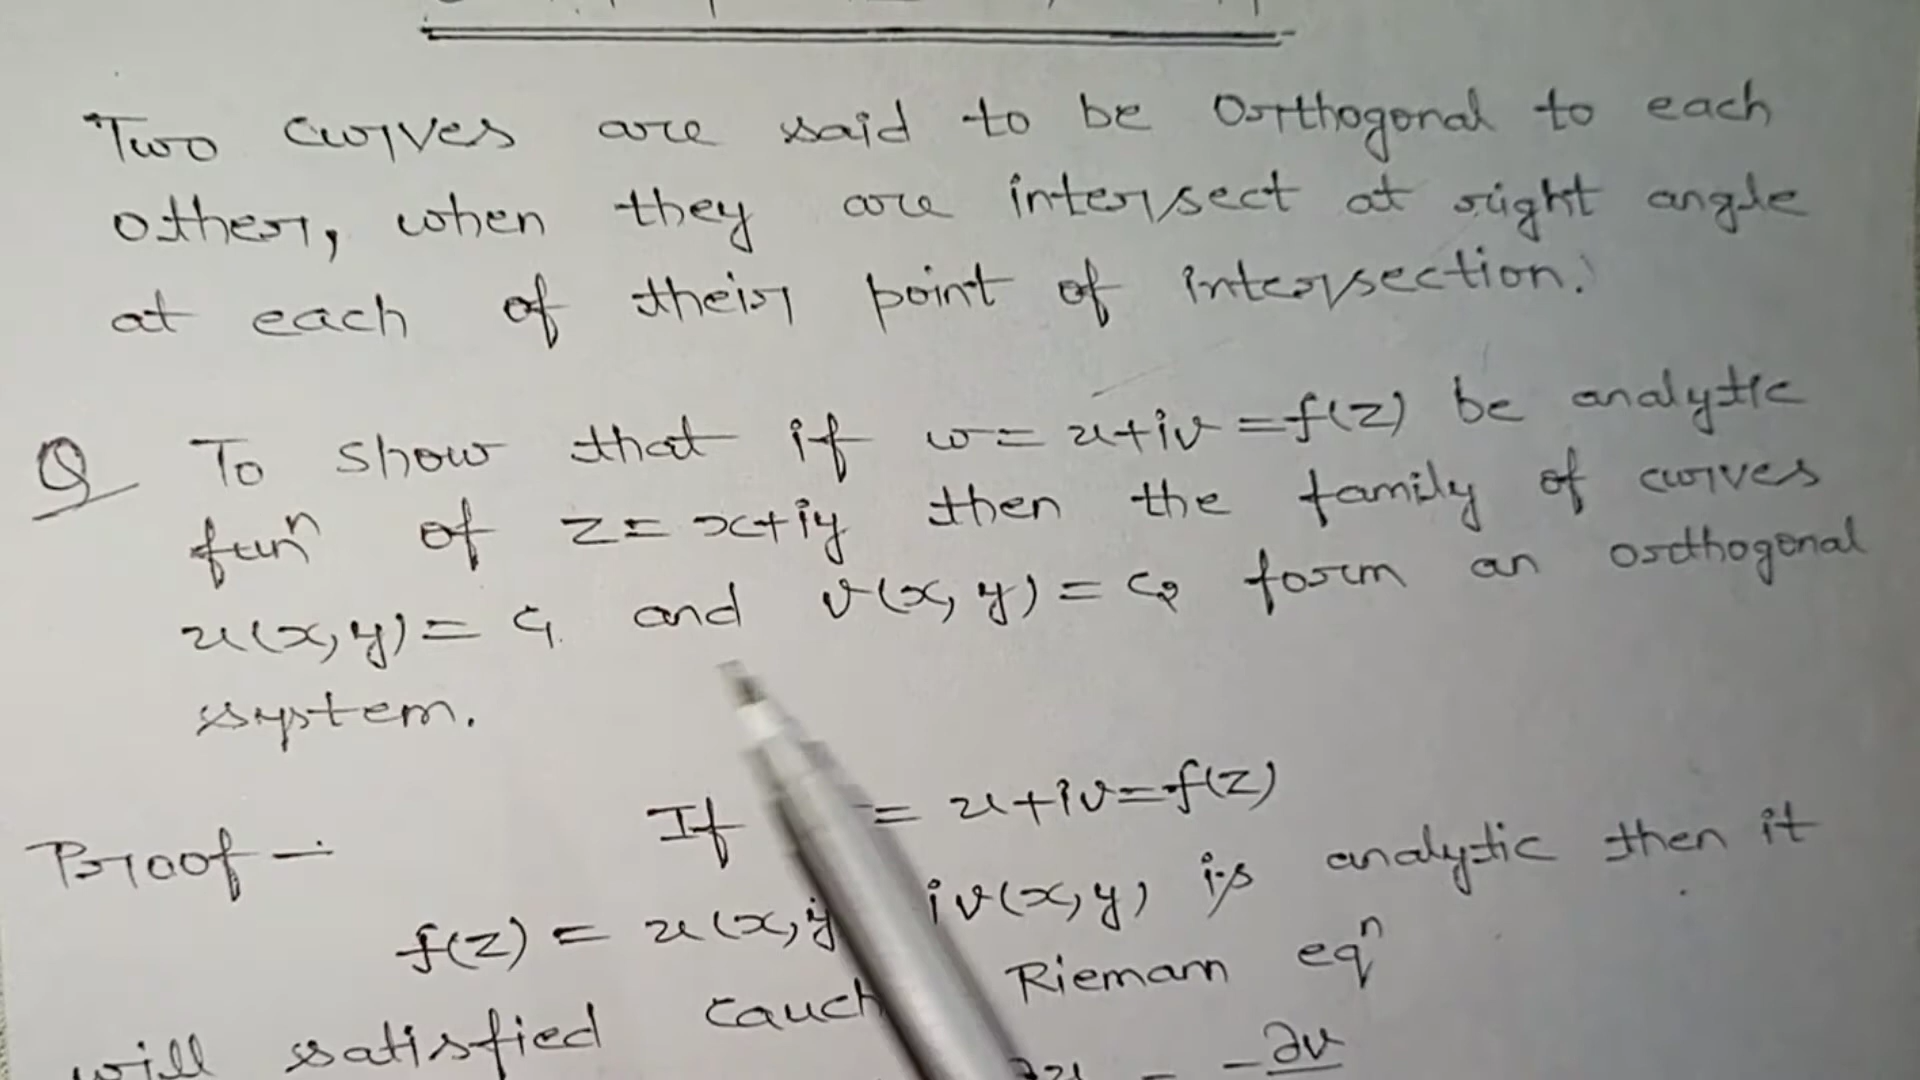 Two curves are said to be Orthogonal to each
other, when they are intersect at right angle
at each of their point of intersection.
Q To show that if w = u+iv = f(z) be analytic
funⁿ of z = x+iy then the family of curves
u(x,y) = c₁ and v(x,y) = c₂ form an orthogonal
system.
Proof - If = u+iv = f(z)
f(z) = u(x,y iv(x,y) is analytic then it
will satisfied Cauch Riemann eqⁿ
∂u = -∂v